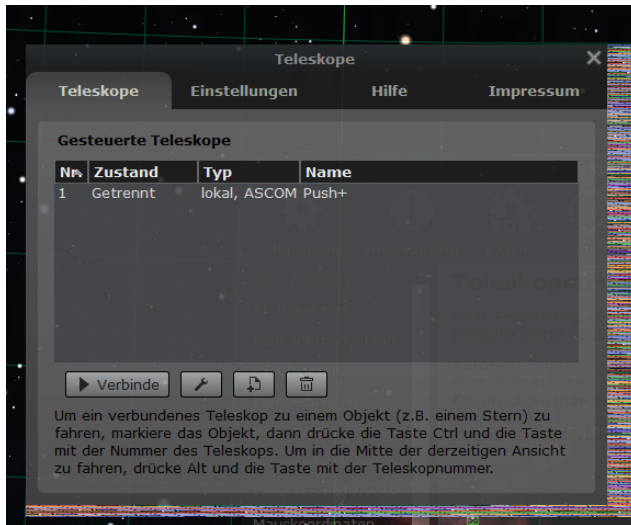 Teleskope
Teleskope Einstellungen Hilfe Impressum
Gesteuerte Teleskope
Nr. Zustand Typ Name
1 Getrennt lokal, ASCOM Push+
Verbinde
Um ein verbundenes Teleskop zu einem Objekt (z.B. einem Stern) zu
fahren, markiere das Objekt, dann drücke die Taste Ctrl und die Taste
mit der Nummer des Teleskops. Um in die Mitte der derzeitigen Ansicht
zu fahren, drücke Alt und die Taste mit der Teleskopnummer.
Mauskoordinaten